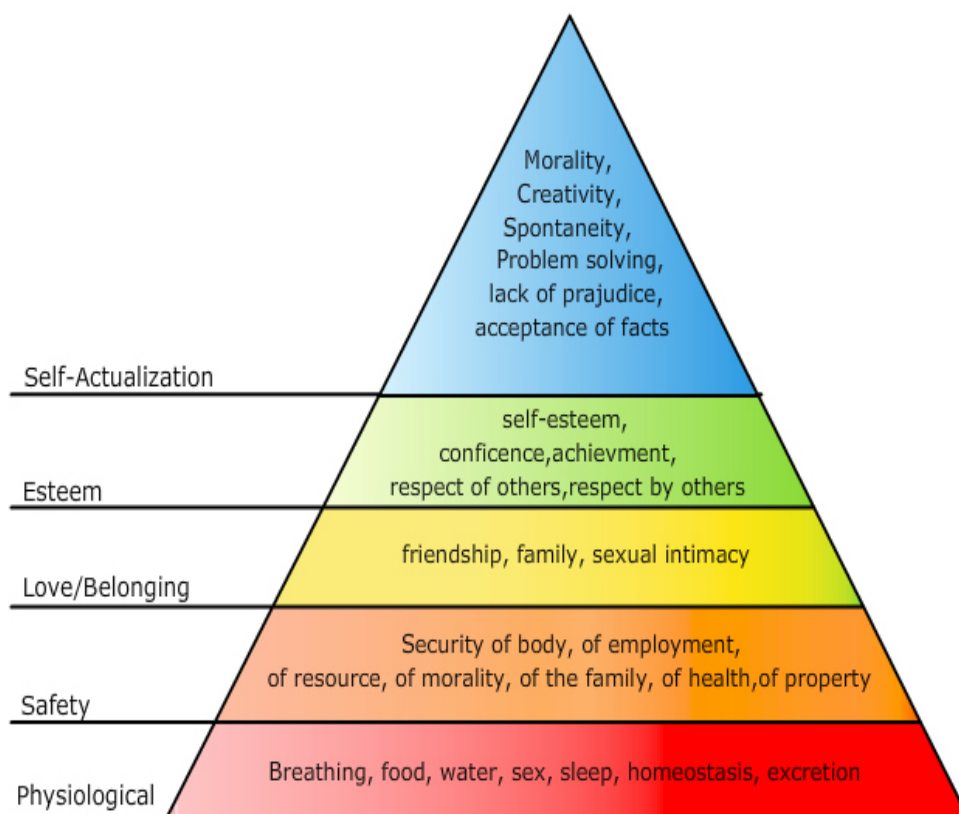 Morality,
Creativity,
Spontaneity,
Problem solving,
lack of prajudice,
acceptance of facts
Self-Actualization
self-esteem,
conficence,achievment,
respect of others,respect by others
Esteem
friendship, family, sexual intimacy
Love/Belonging
Security of body, of employment,
of resource, of morality, of the family, of health,of property
Safety
Breathing, food, water, sex, sleep, homeostasis, excretion
Physiological